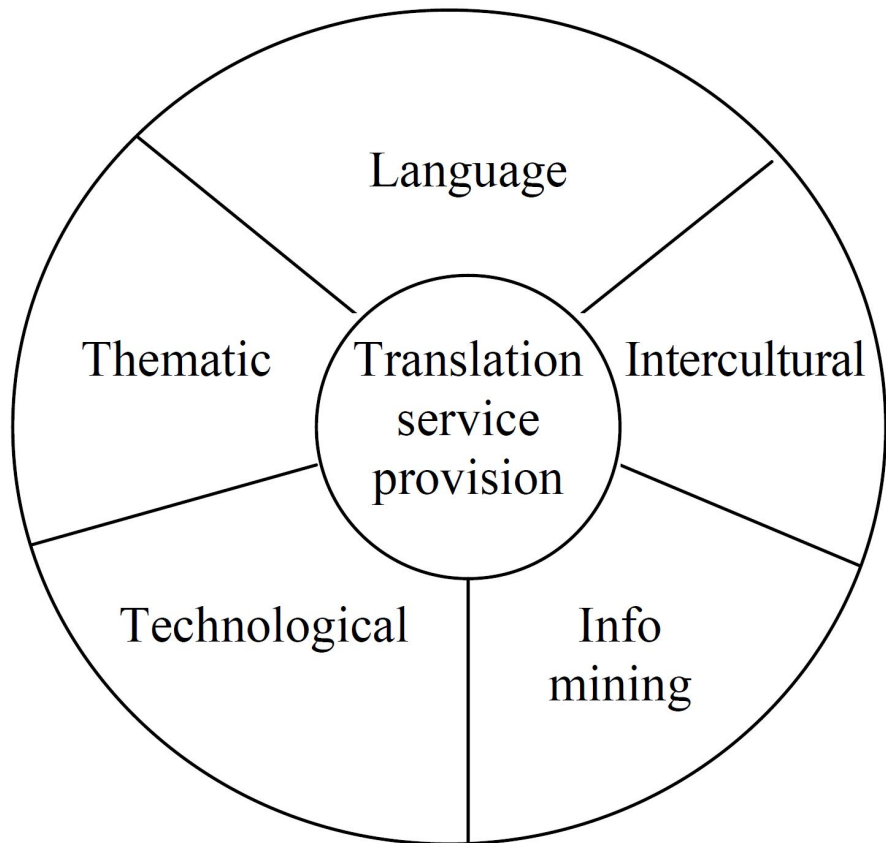 Language
Thematic
Translation
service
provision
Intercultural
Technological
Info
mining